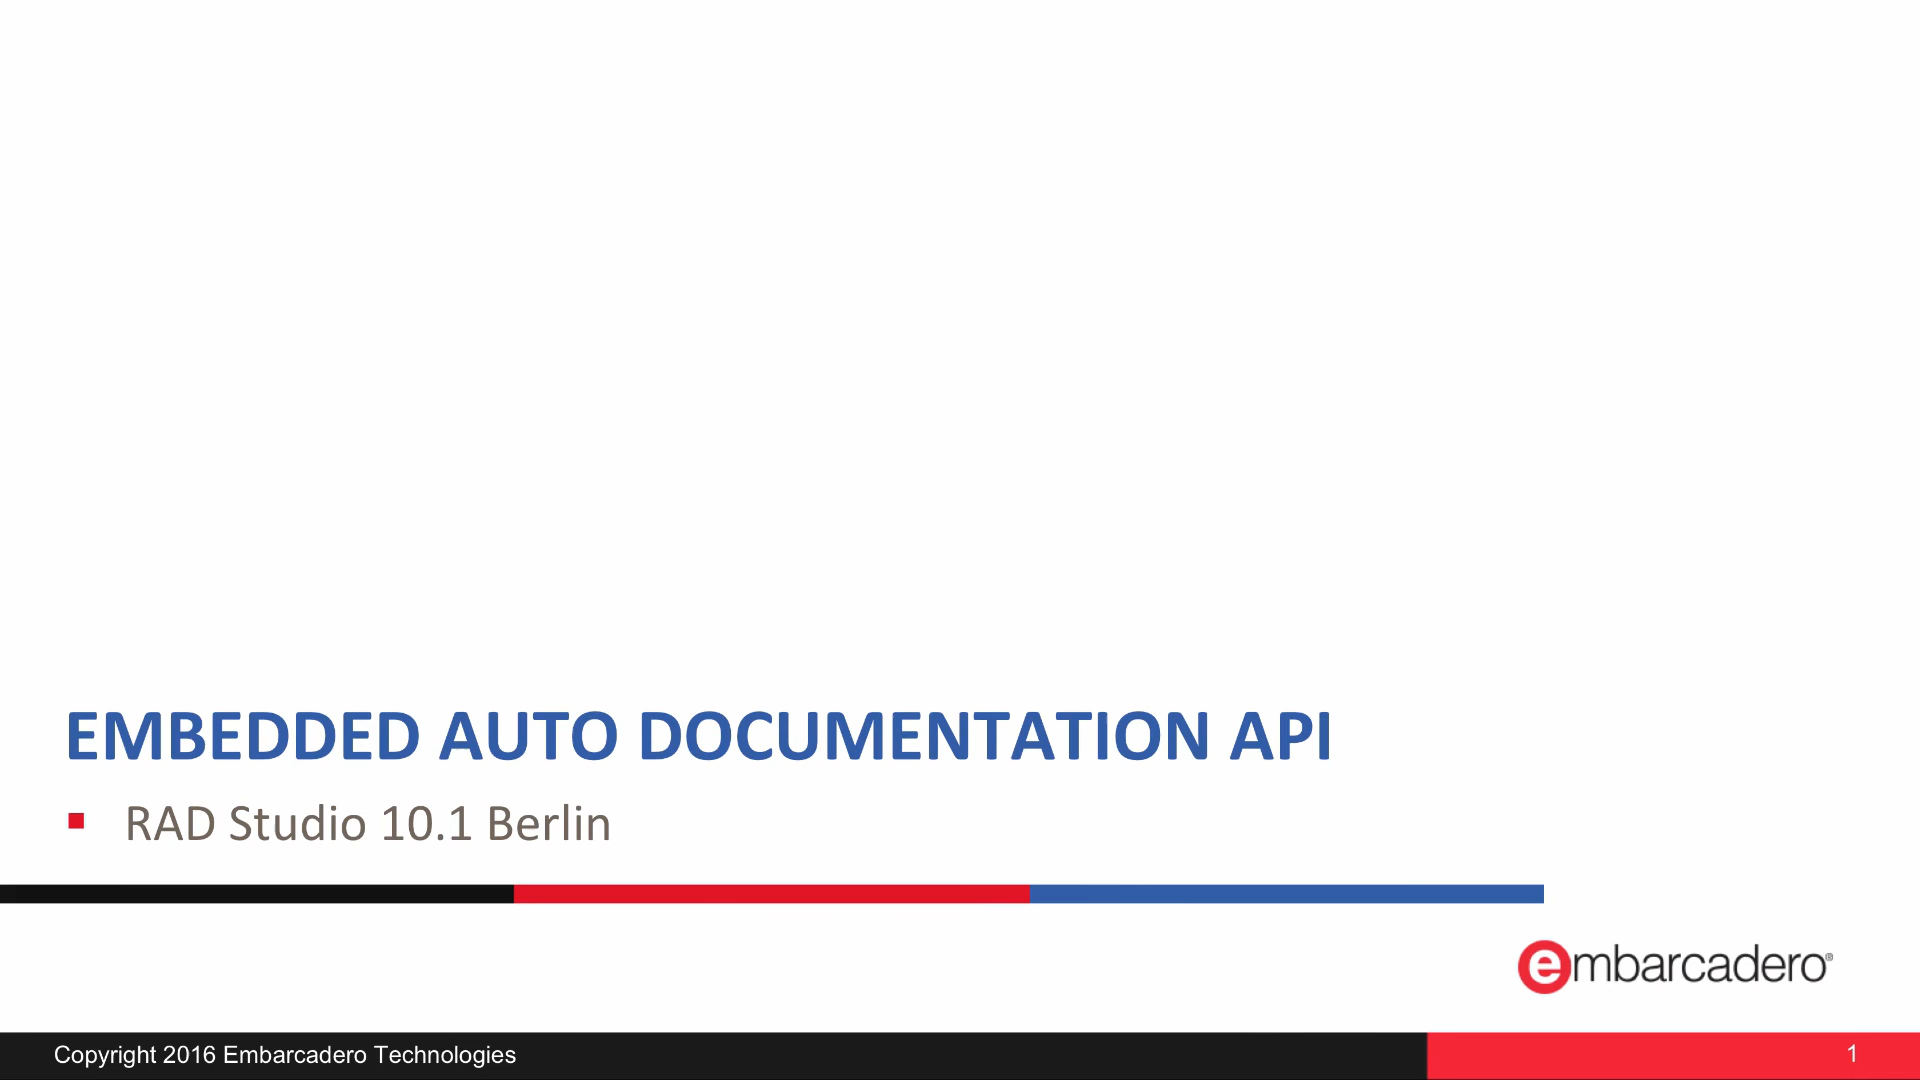 EMBEDDED AUTO DOCUMENTATION API
▪ RAD Studio 10.1 Berlin
embarcadero®
Copyright 2016 Embarcadero Technologies
1